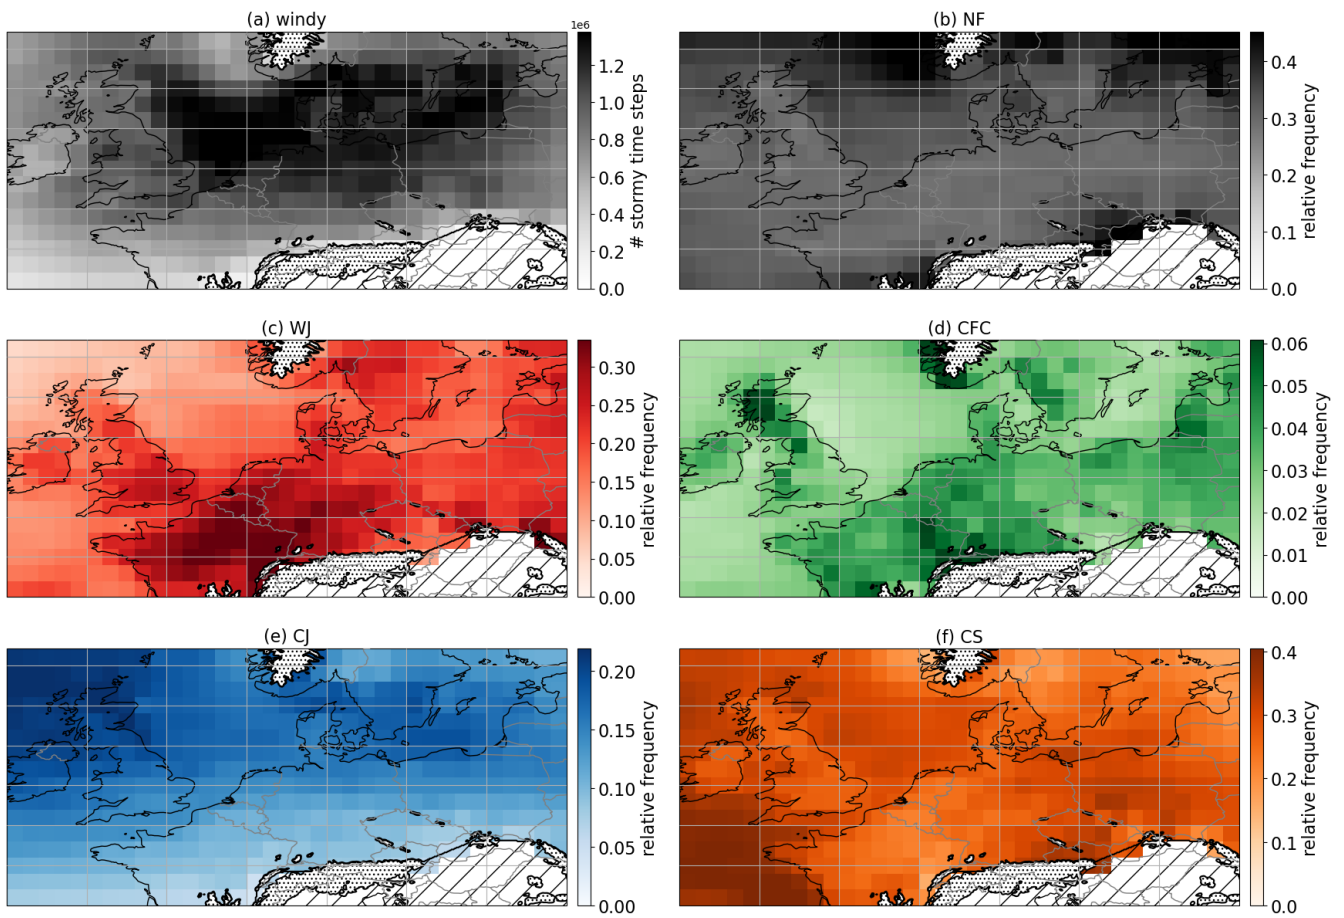 (a) windy
1e6
1.2
1.0
0.8
0.6
0.4
0.2
0.0
# stormy time steps
(b) NF
0.4
0.3
0.2
0.1
0.0
relative frequency
(c) WJ
0.30
0.25
0.20
0.15
0.10
0.05
0.00
relative frequency
(d) CFC
0.06
0.05
0.04
0.03
0.02
0.01
0.00
relative frequency
(e) CJ
0.20
0.15
0.10
0.05
0.00
relative frequency
(f) CS
0.4
0.3
0.2
0.1
0.0
relative frequency